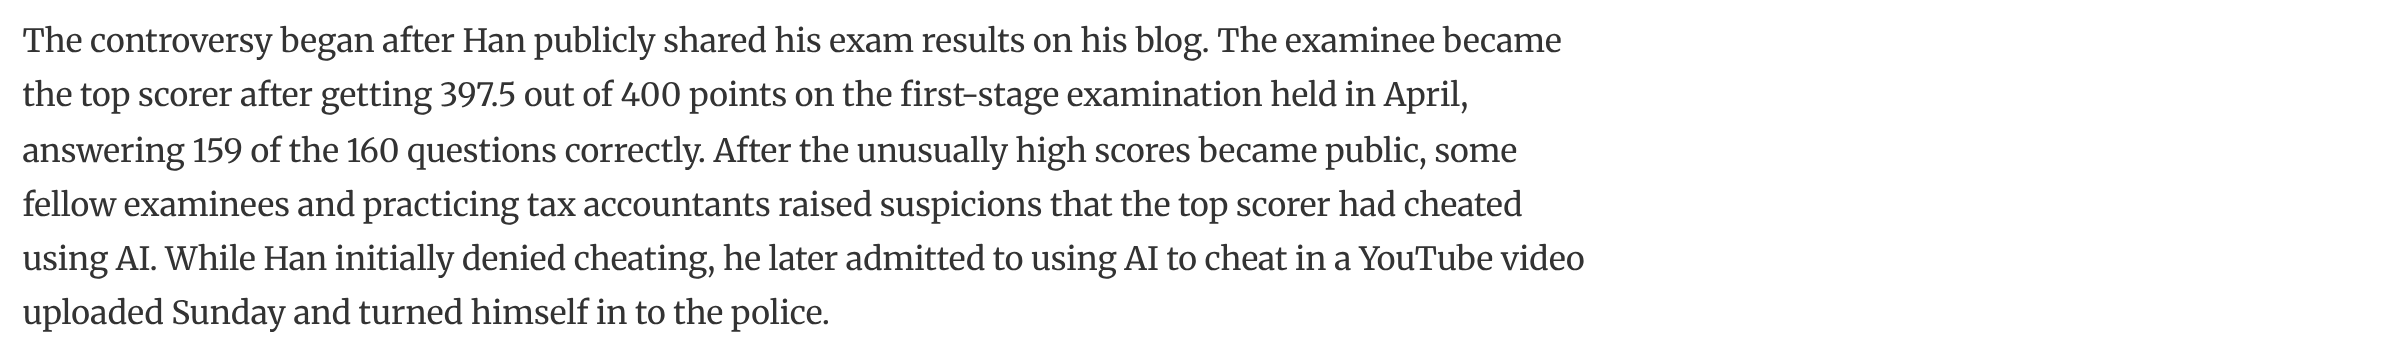 The controversy began after Han publicly shared his exam results on his blog. The examinee became
the top scorer after getting 397.5 out of 400 points on the first-stage examination held in April,
answering 159 of the 160 questions correctly. After the unusually high scores became public, some
fellow examinees and practicing tax accountants raised suspicions that the top scorer had cheated
using AI. While Han initially denied cheating, he later admitted to using AI to cheat in a YouTube video
uploaded Sunday and turned himself in to the police.